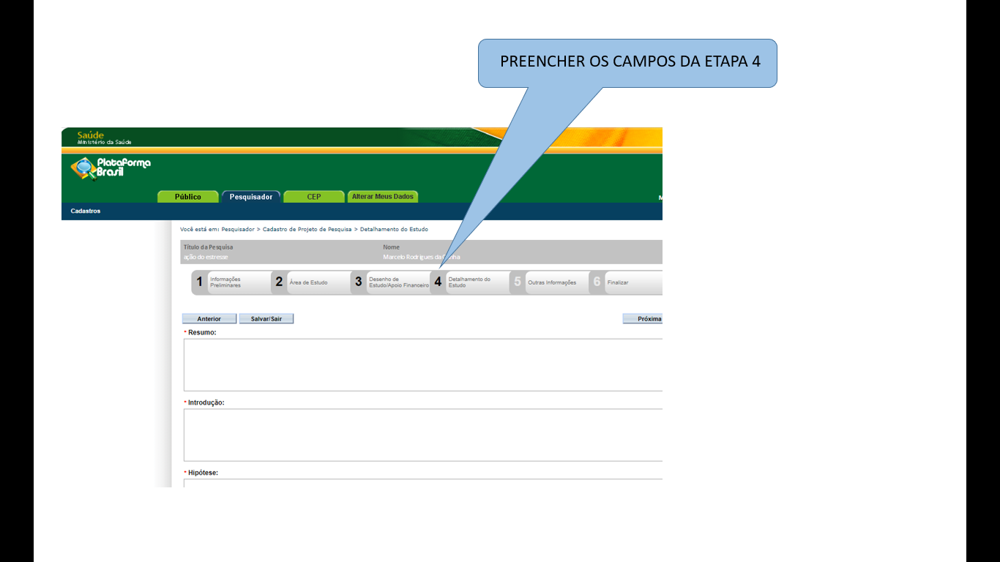 PREENCHER OS CAMPOS DA ETAPA 4
Saúde
Ministério da Saúde
Plataforma
Brasil
Público Pesquisador CEP Alterar Meus Dados
M
Cadastros
Você está em: Pesquisador > Cadastro de Projeto de Pesquisa > Detalhamento do Estudo
Título da Pesquisa Nome
ação do estresse Marcelo Rodrigues da
1 Informações Preliminares 2 Área de Estudo 3 Desenho de Estudo/Apoio Financeiro 4 Detalhamento do Estudo 5 Outras Informações 6 Finalizar
Anterior Salvar/Sair Próxima
* Resumo:
* Introdução:
* Hipótese: